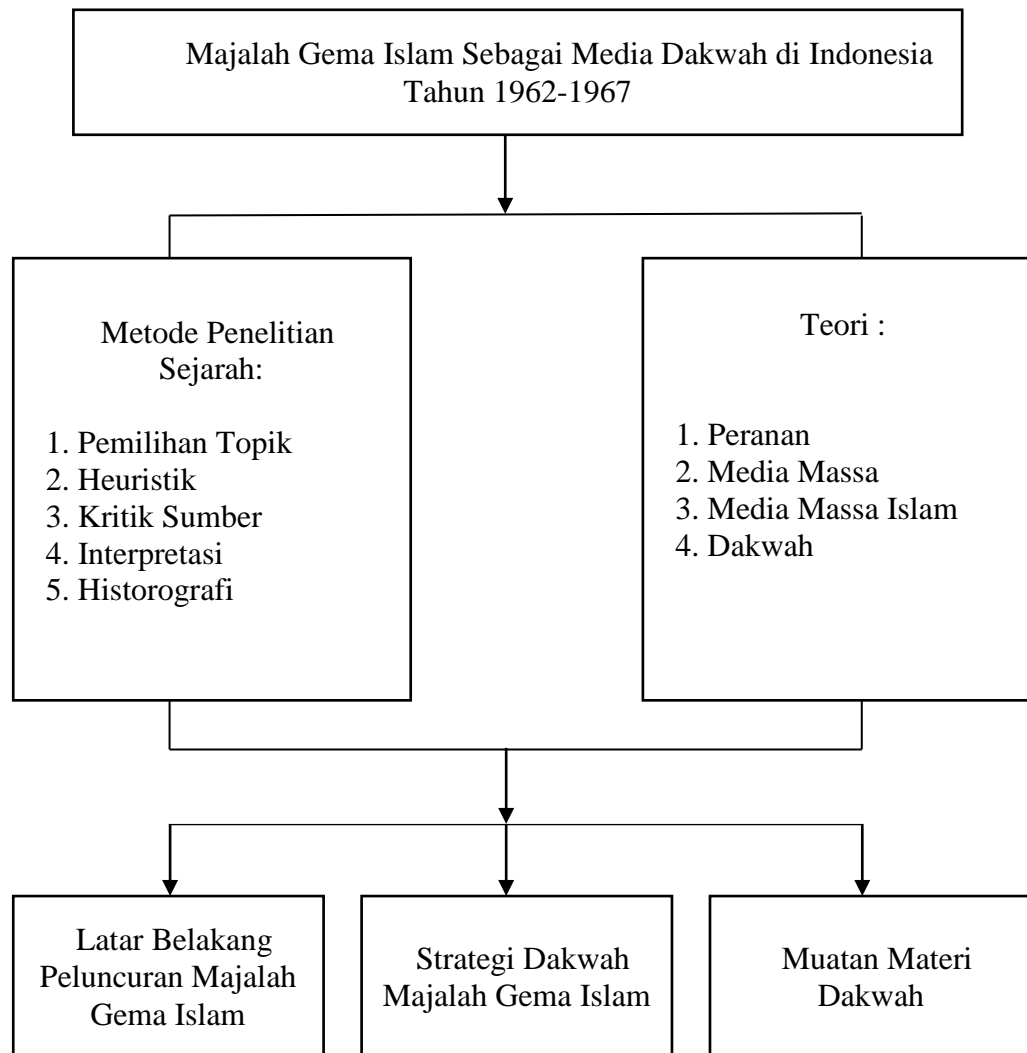 Majalah Gema Islam Sebagai Media Dakwah di Indonesia
Tahun 1962-1967
Metode Penelitian
Sejarah:
1. Pemilihan Topik
2. Heuristik
3. Kritik Sumber
4. Interpretasi
5. Historografi
Teori :
1. Peranan
2. Media Massa
3. Media Massa Islam
4. Dakwah
Latar Belakang
Peluncuran Majalah
Gema Islam
Strategi Dakwah
Majalah Gema Islam
Muatan Materi
Dakwah